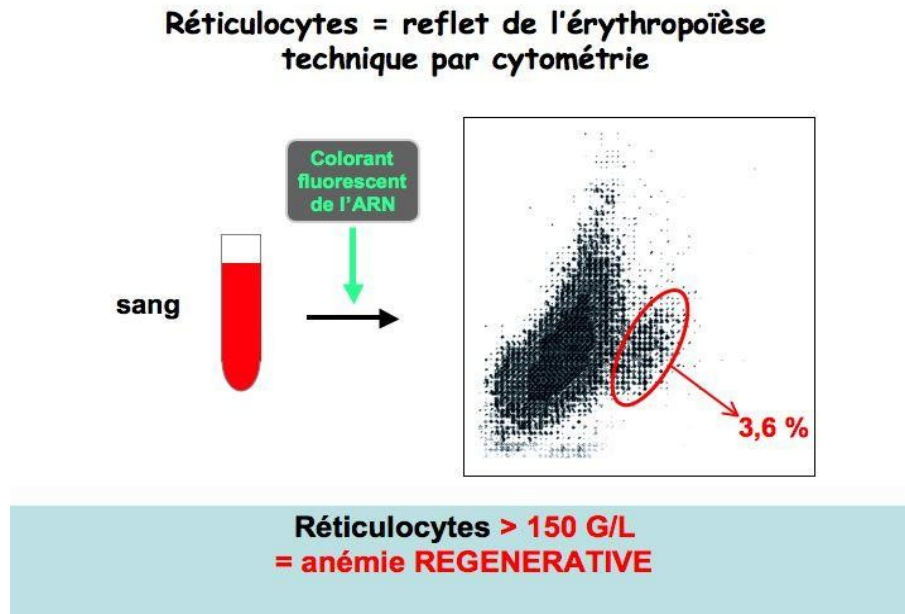 Réticulocytes = reflet de l'érythropoïèse
technique par cytométrie
Colorant
fluorescent
de l'ARN
sang
3,6 %
Réticulocytes > 150 G/L
= anémie REGENERATIVE